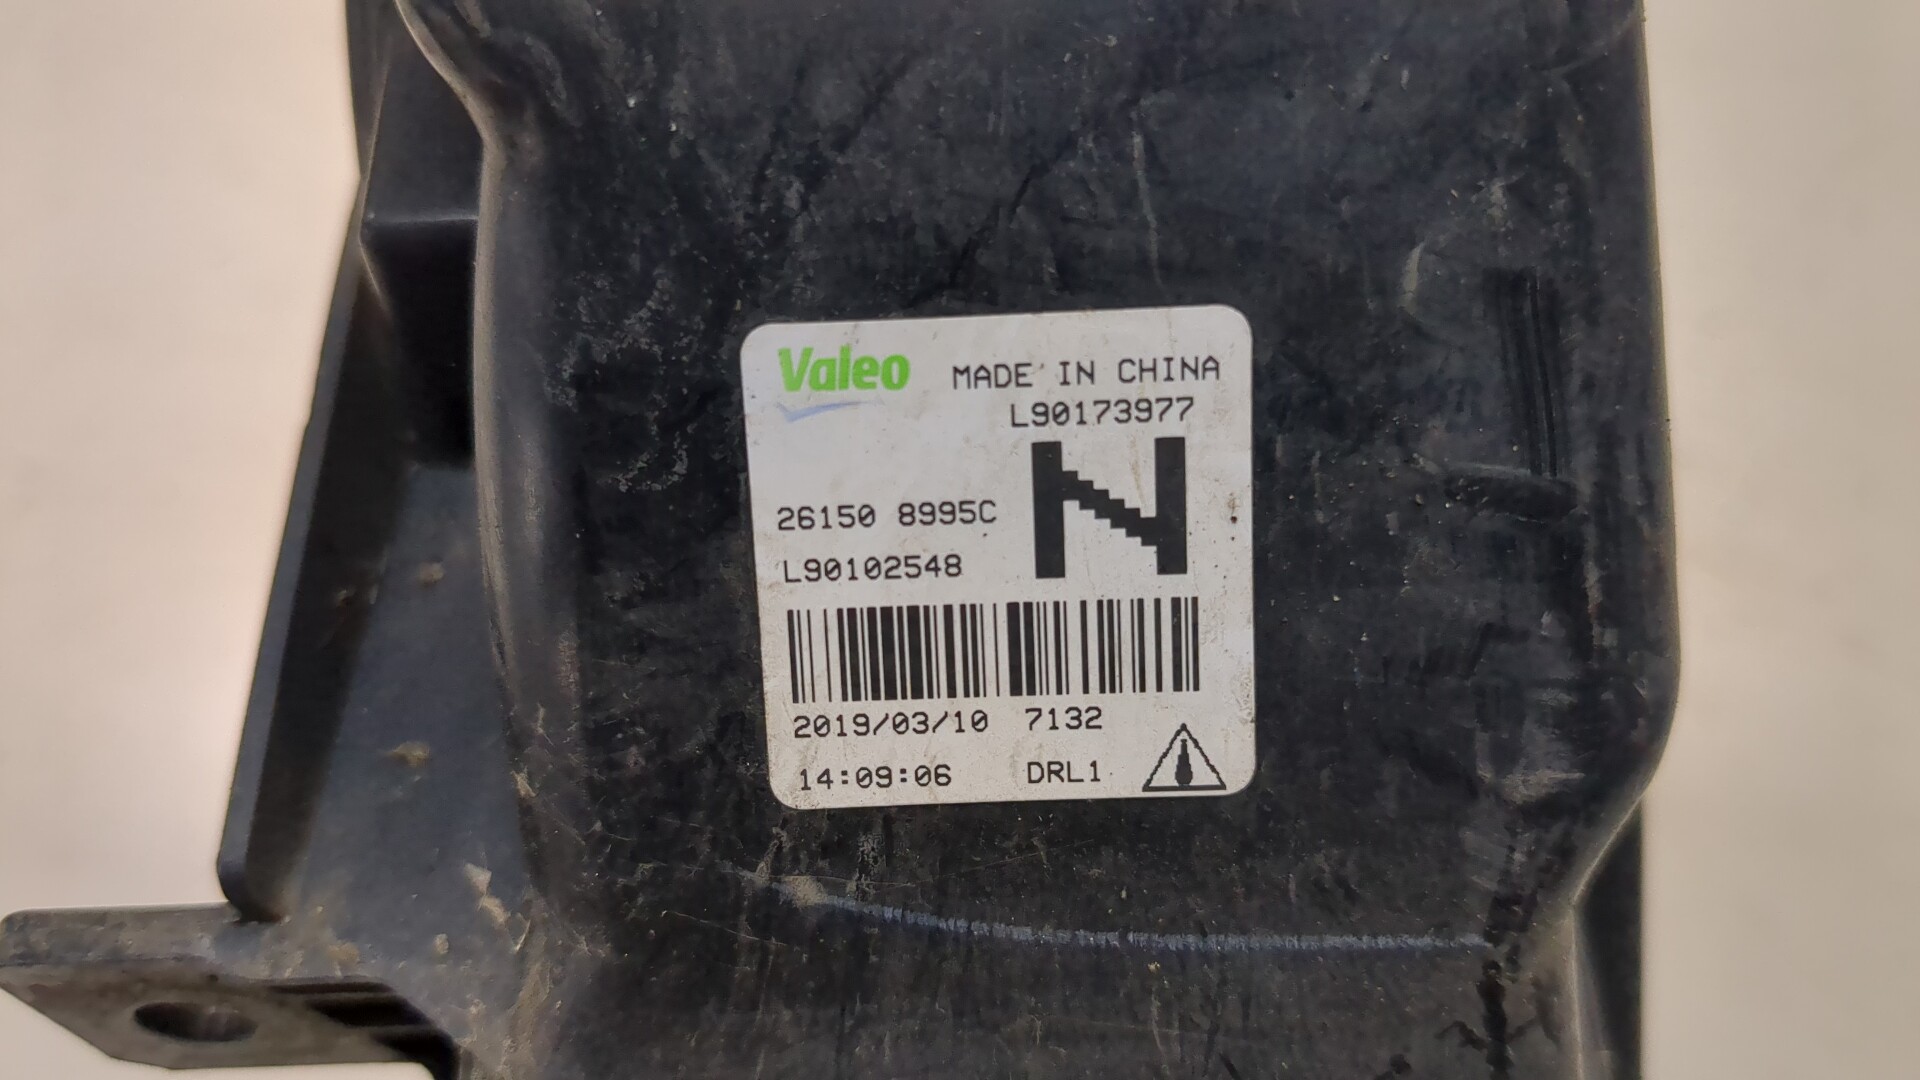 Valeo MADE IN CHINA
L90173977
N
26150 8995C
L90102548
2019/03/10 7132
14:09:06 DRL1